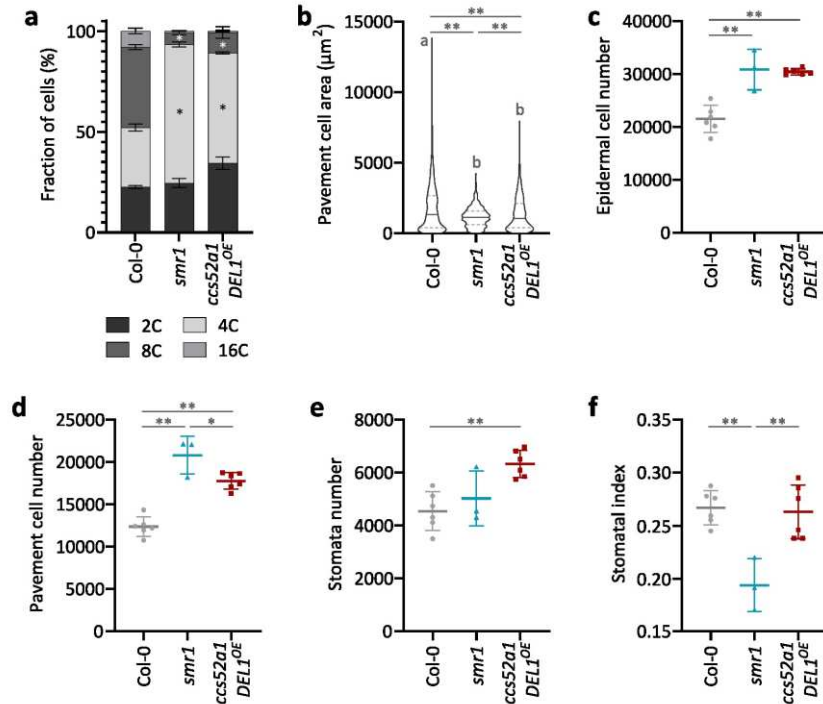 a
Fraction of cells (%)
100
50
0
*
*
*
*
Col-0
smr1
ccs52a1
DEL1OE
2C
4C
8C
16C
b
Pavement cell area (μm2)
15000
10000
5000
0
**
**
**
a
b
b
Col-0
smr1
ccs52a1
DEL1OE
c
Epidermal cell number
40000
30000
20000
10000
0
**
**
Col-0
smr1
ccs52a1
DEL1OE
d
Pavement cell number
25000
20000
15000
10000
5000
0
**
**
*
Col-0
smr1
ccs52a1
DEL1OE
e
Stomata number
8000
6000
4000
2000
0
**
Col-0
smr1
ccs52a1
DEL1OE
f
Stomatal index
0.35
0.30
0.25
0.20
0.15
**
**
Col-0
smr1
ccs52a1
DEL1OE